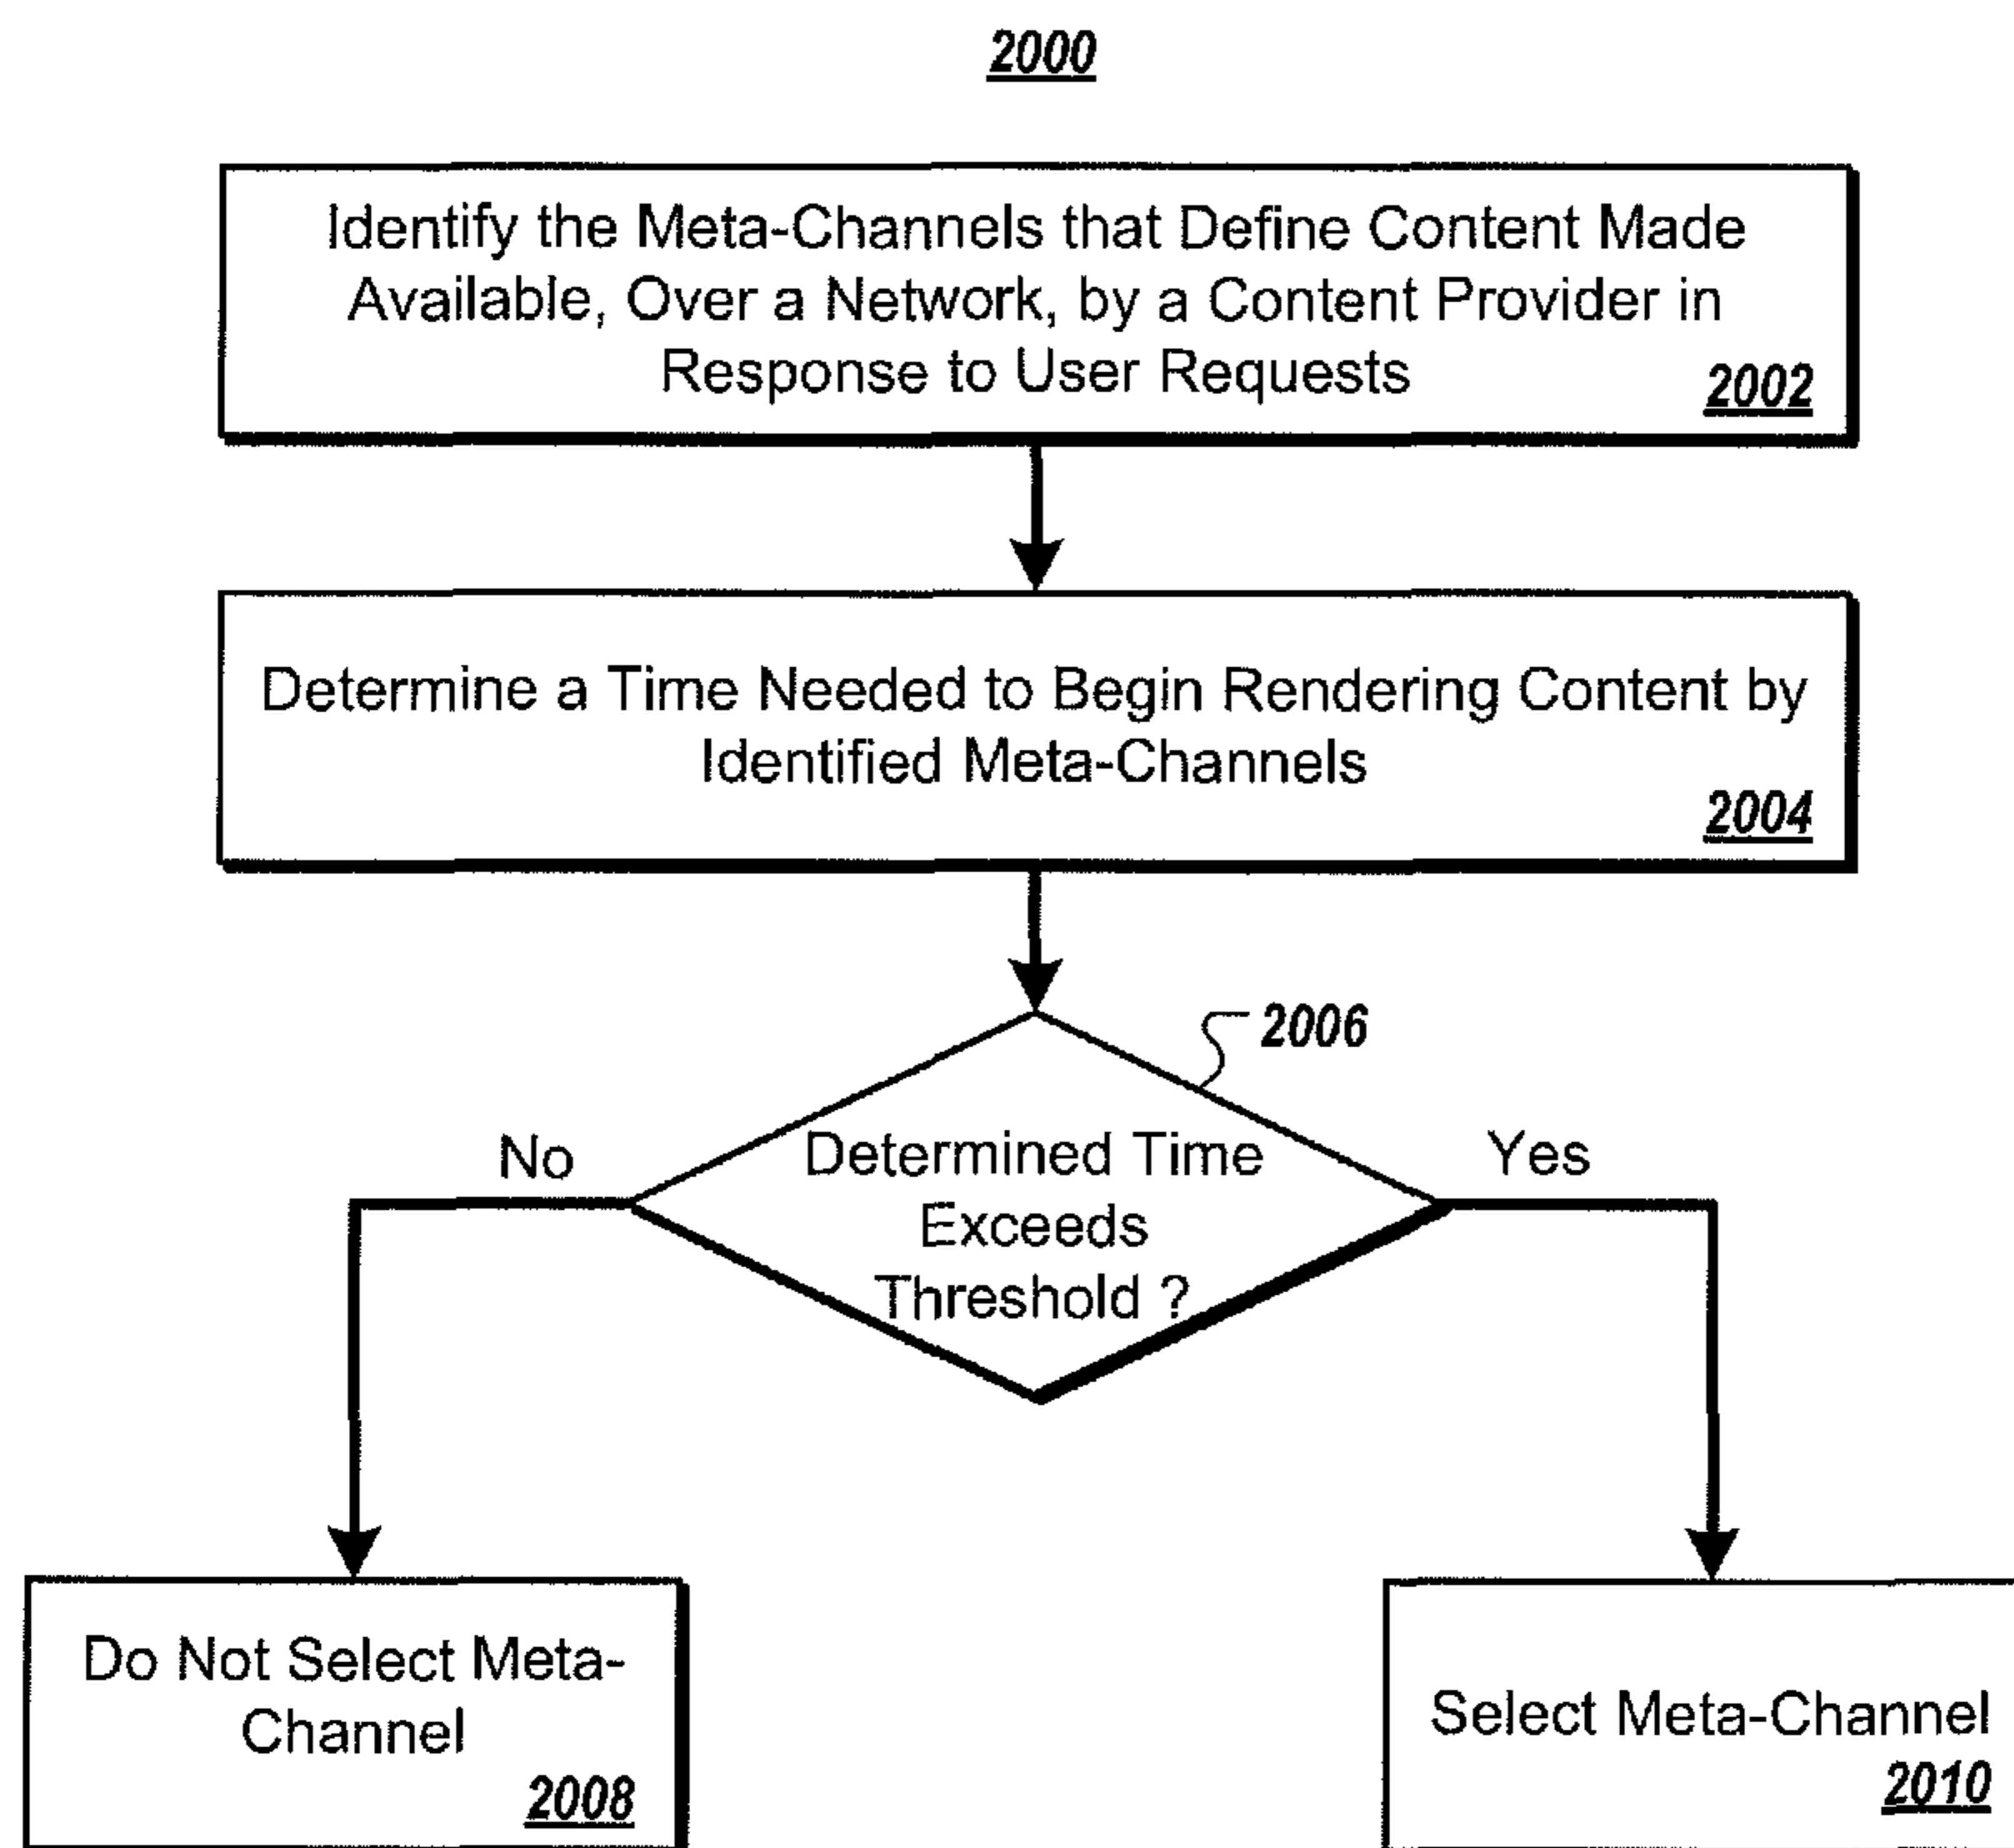 2000
Identify the Meta-Channels that Define Content Made
Available, Over a Network, by a Content Provider in
Response to User Requests
2002
Determine a Time Needed to Begin Rendering Content by
Identified Meta-Channels
2004
2006
No
Determined Time
Exceeds
Threshold ?
Yes
Do Not Select Meta-
Channel
2008
Select Meta-Channel
2010